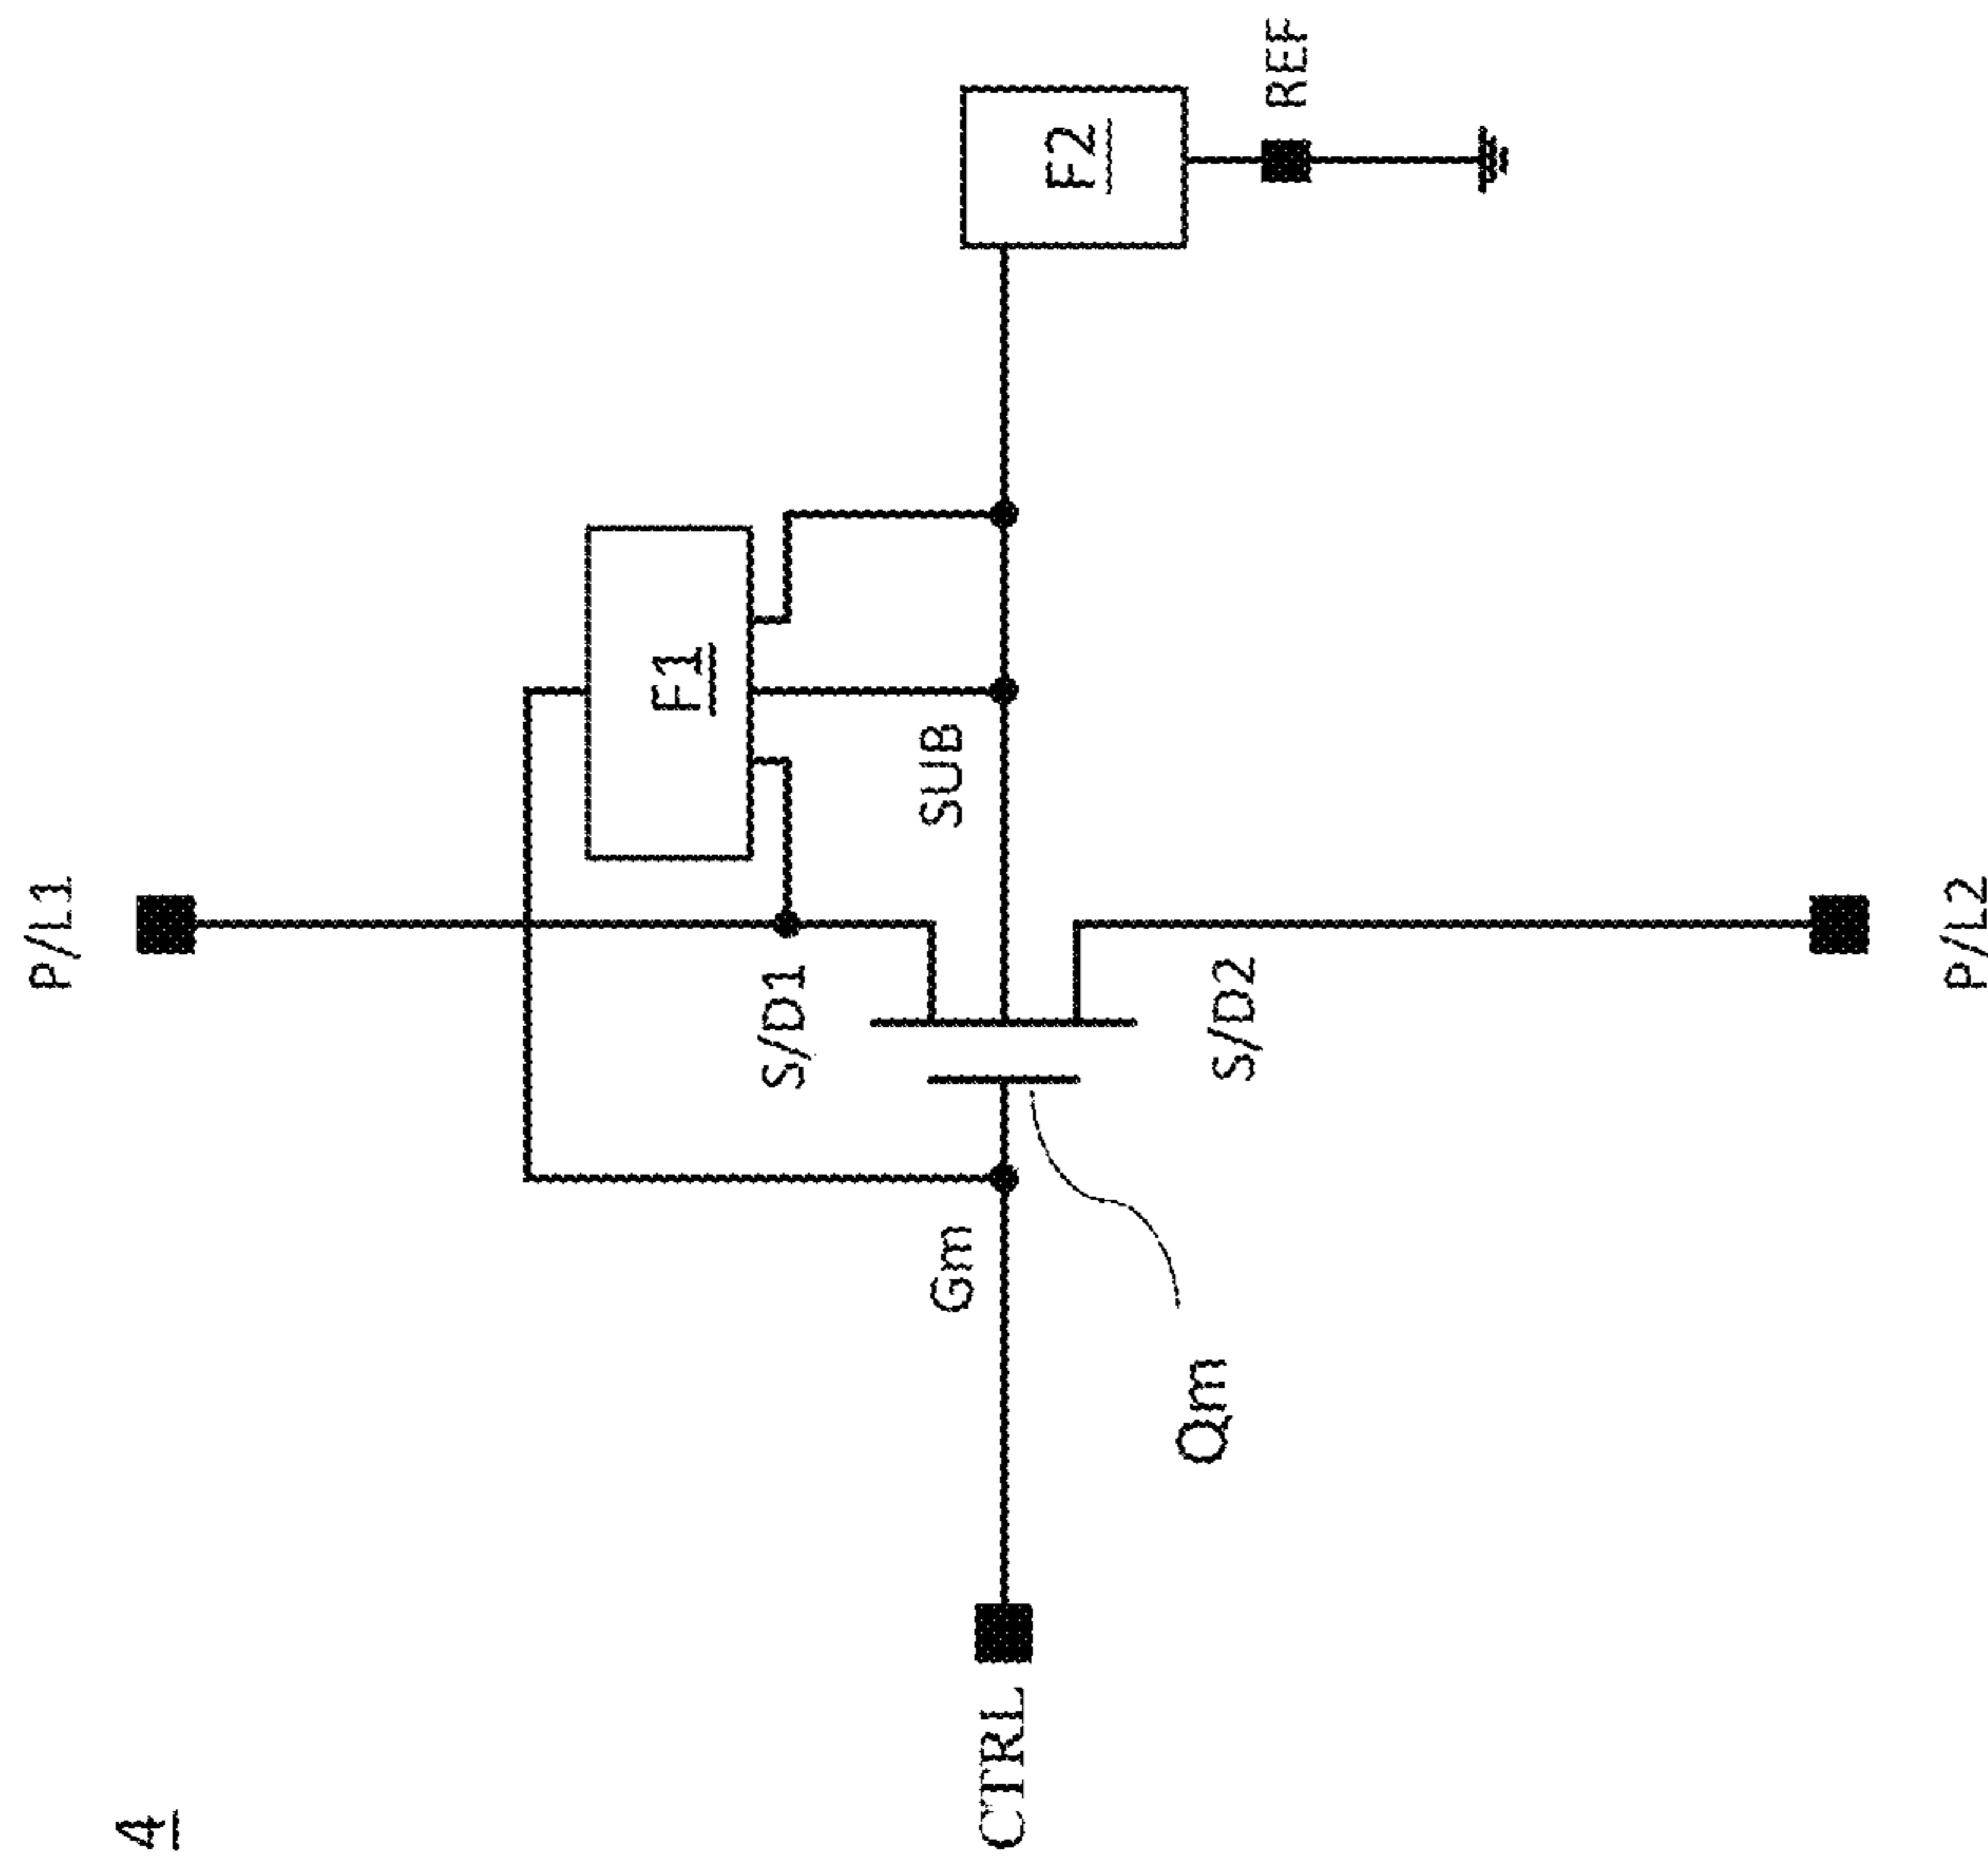 4
P/L1
S/D1
F1
SUB
F2
REF
Gm
S/D2
Qm
CTRL
P/L2